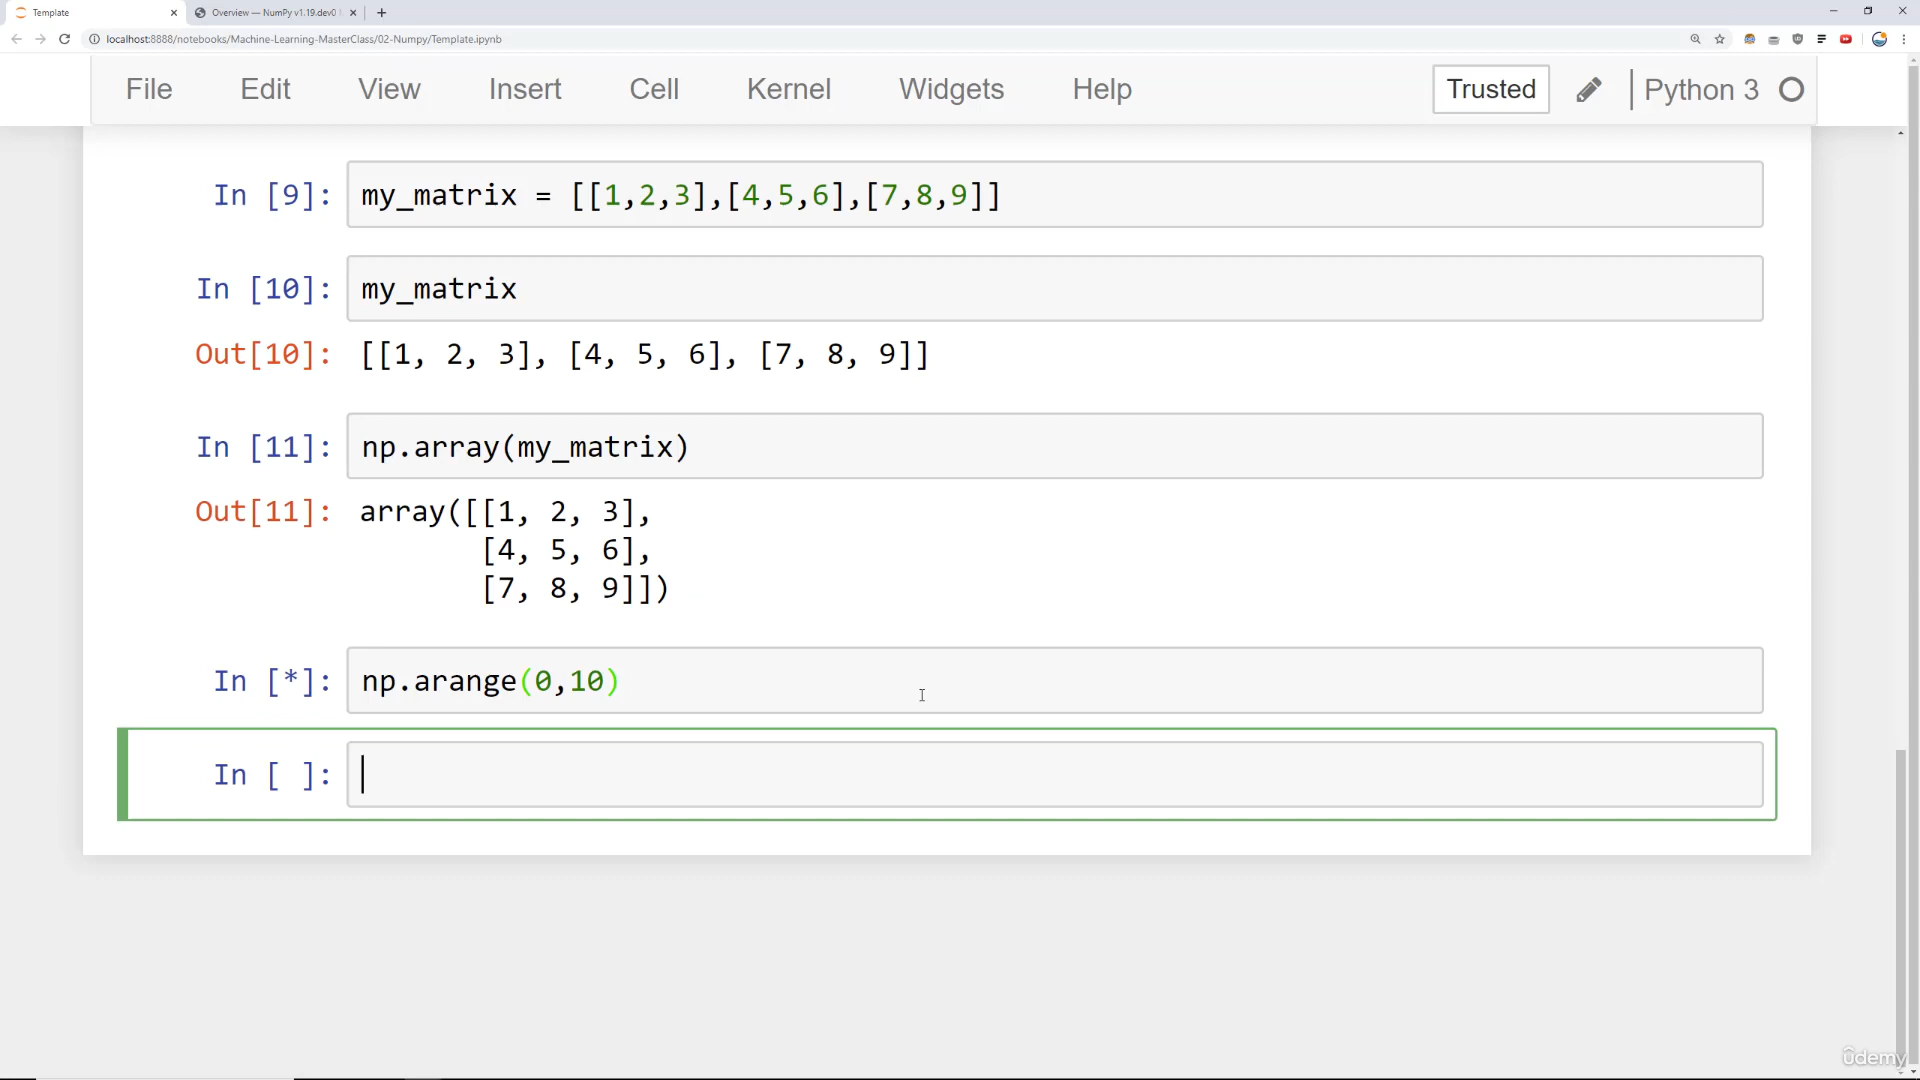 Template
Overview — NumPy v1.19.dev0
localhost:8888/notebooks/Machine-Learning-MasterClass/02-Numpy/Template.ipynb
File Edit View Insert Cell Kernel Widgets Help Trusted Python 3
In [9]: my_matrix = [[1,2,3],[4,5,6],[7,8,9]]
In [10]: my_matrix
Out[10]: [[1, 2, 3], [4, 5, 6], [7, 8, 9]]
In [11]: np.array(my_matrix)
Out[11]: array([[1, 2, 3],
[4, 5, 6],
[7, 8, 9]])
In [*]: np.arange(0,10)
In [ ]:
ûdemy